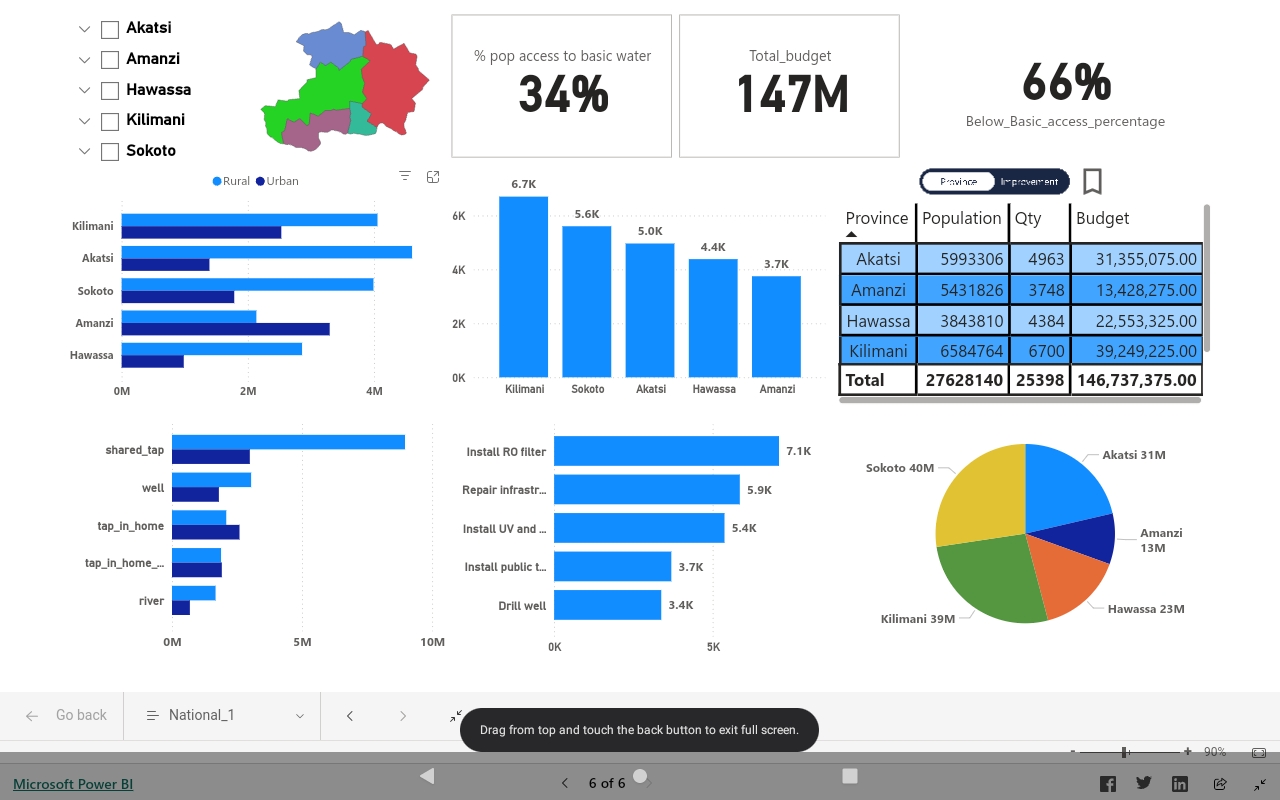 Akatsi
Amanzi
Hawassa
Kilimani
Sokoto
% pop access to basic water
34%
Total_budget
147M
66%
Below_Basic_access_percentage
Rural Urban
Kilimani
Akatsi
Sokoto
Amanzi
Hawassa
0M 2M 4M
6.7K
5.6K
5.0K
4.4K
3.7K
6K
4K
2K
0K
Kilimani Sokoto Akatsi Hawassa Amanzi
Province Improvement
Province Population Qty Budget
Akatsi 5993306 4963 31,355,075.00
Amanzi 5431826 3748 13,428,275.00
Hawassa 3843810 4384 22,553,325.00
Kilimani 6584764 6700 39,249,225.00
Total 27628140 25398 146,737,375.00
shared_tap
well
tap_in_home
tap_in_home_...
river
0M 5M 10M
Install RO filter 7.1K
Repair infrastr... 5.9K
Install UV and ... 5.4K
Install public t... 3.7K
Drill well 3.4K
0K 5K
Sokoto 40M
Akatsi 31M
Amanzi
13M
Hawassa 23M
Kilimani 39M
Go back
National_1
Drag from top and touch the back button to exit full screen.
- + 90%
Microsoft Power BI
6 of 6